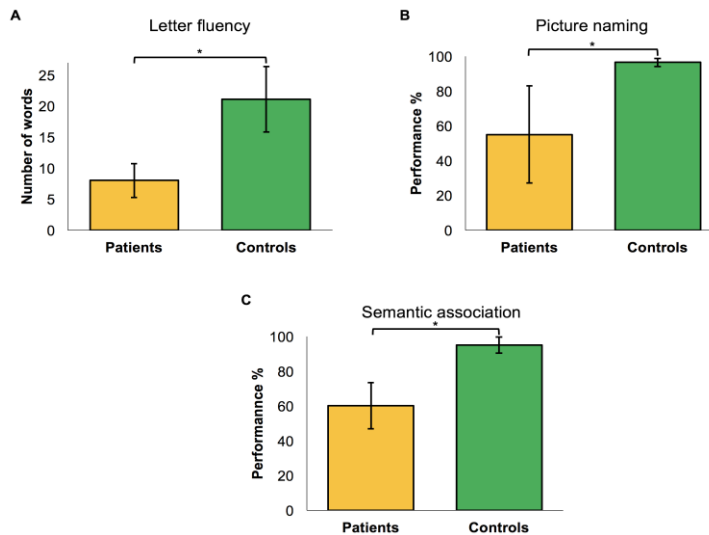 A
Letter fluency
*
Number of words
25
20
15
10
5
0
Patients Controls
B
Picture naming
*
Performance %
100
80
60
40
20
0
Patients Controls
C
Semantic association
*
Performannce %
100
80
60
40
20
0
Patients Controls